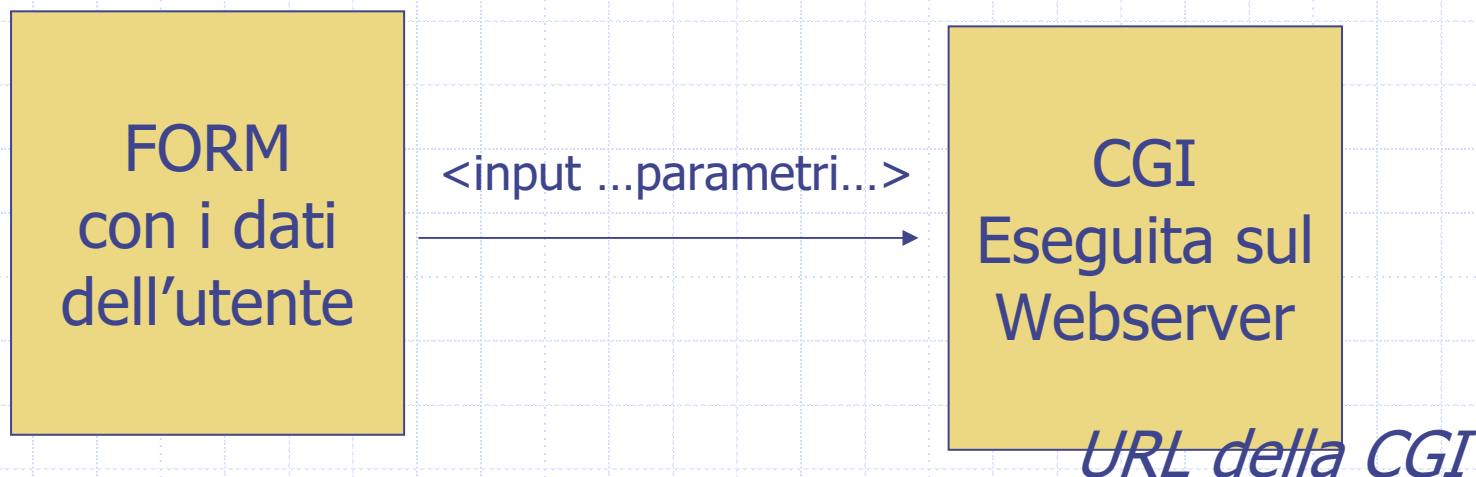 FORM
con i dati
dell’utente
<input …parametri…>
CGI
Eseguita sul
Webserver
URL della CGI